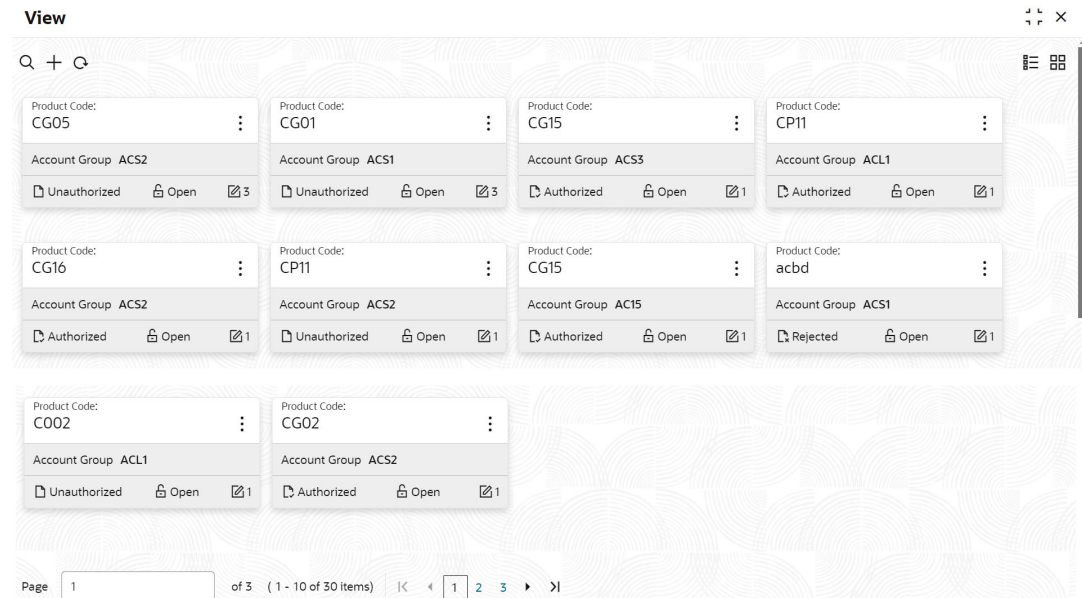 View
Product Code:
CG05
Account Group ACS2
Unauthorized Open 3
Product Code:
CG01
Account Group ACS1
Unauthorized Open 3
Product Code:
CG15
Account Group ACS3
Authorized Open 1
Product Code:
CP11
Account Group ACL1
Authorized Open 1
Product Code:
CG16
Account Group ACS2
Authorized Open 1
Product Code:
CP11
Account Group ACS2
Unauthorized Open 1
Product Code:
CG15
Account Group AC15
Authorized Open 1
Product Code:
acbd
Account Group ACS1
Rejected Open 1
Product Code:
C002
Account Group ACL1
Unauthorized Open 1
Product Code:
CG02
Account Group ACS2
Authorized Open 1
Page 1 of 3 ( 1 - 10 of 30 items) 1 2 3